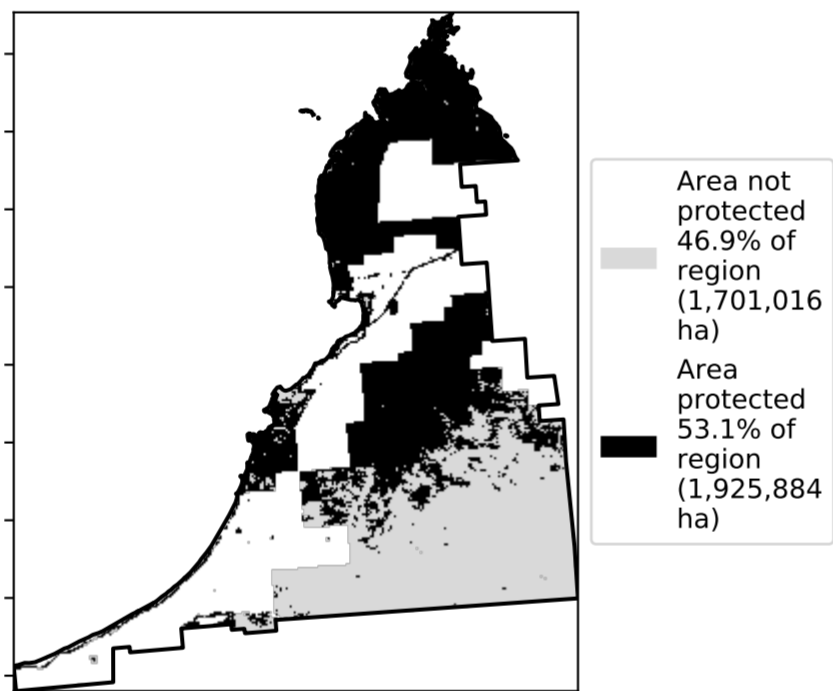 Area not
protected
46.9% of
region
(1,701,016
ha)
Area
protected
53.1% of
region
(1,925,884
ha)